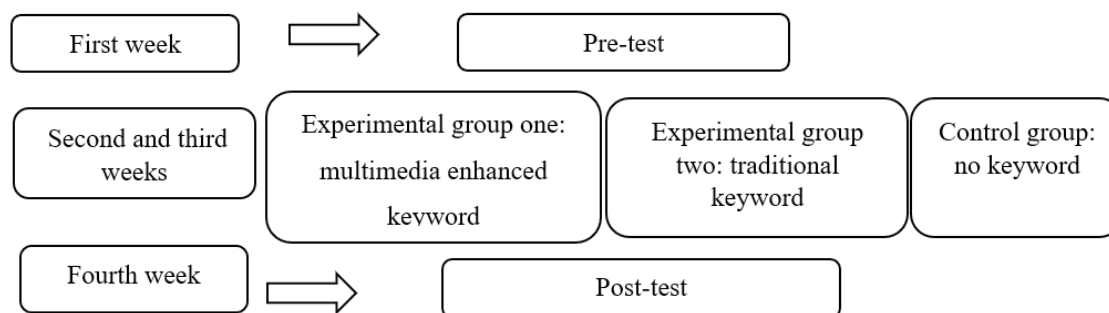 First week
Pre-test
Second and third
weeks
Experimental group one:
multimedia enhanced
keyword
Experimental group
two: traditional
keyword
Control group:
no keyword
Fourth week
Post-test